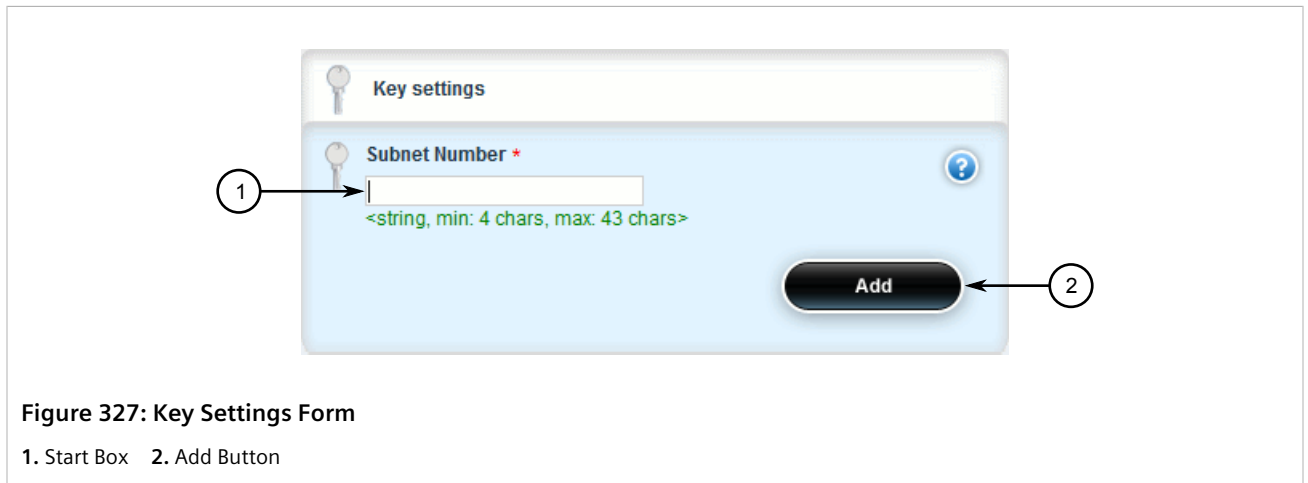 Key settings
Subnet Number *
1
<string, min: 4 chars, max: 43 chars>
Add
2
Figure 327: Key Settings Form
1. Start Box 2. Add Button